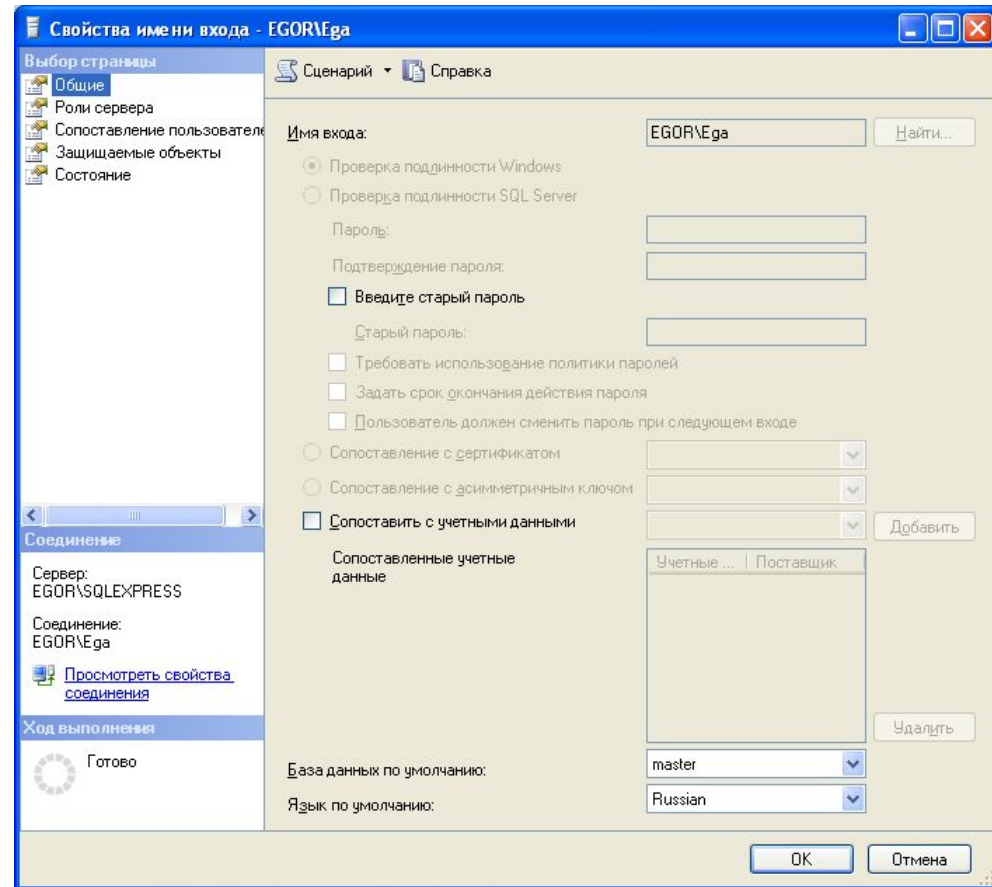 Свойства имени входа - EGOR\Ega
Выбор страницы
Общие
Роли сервера
Сопоставление пользователе
Защищаемые объекты
Состояние
Сценарий
Справка
Имя входа:
EGOR\Ega
Найти...
Проверка подлинности Windows
Проверка подлинности SQL Server
Пароль:
Подтверждение пароля:
Введите старый пароль
Старый пароль:
Требовать использование политики паролей
Задать срок окончания действия пароля
Пользователь должен сменить пароль при следующем входе
Сопоставление с сертификатом
Сопоставление с асимметричным ключом
Сопоставить с учетными данными
Добавить
Сопоставленные учетные
данные
Учетные ...
Поставщик
Удалить
База данных по умолчанию:
master
Язык по умолчанию:
Russian
Соединение
Сервер:
EGOR\SQLEXPRESS
Соединение:
EGOR\Ega
Просмотреть свойства
соединения
Ход выполнения
Готово
OK
Отмена